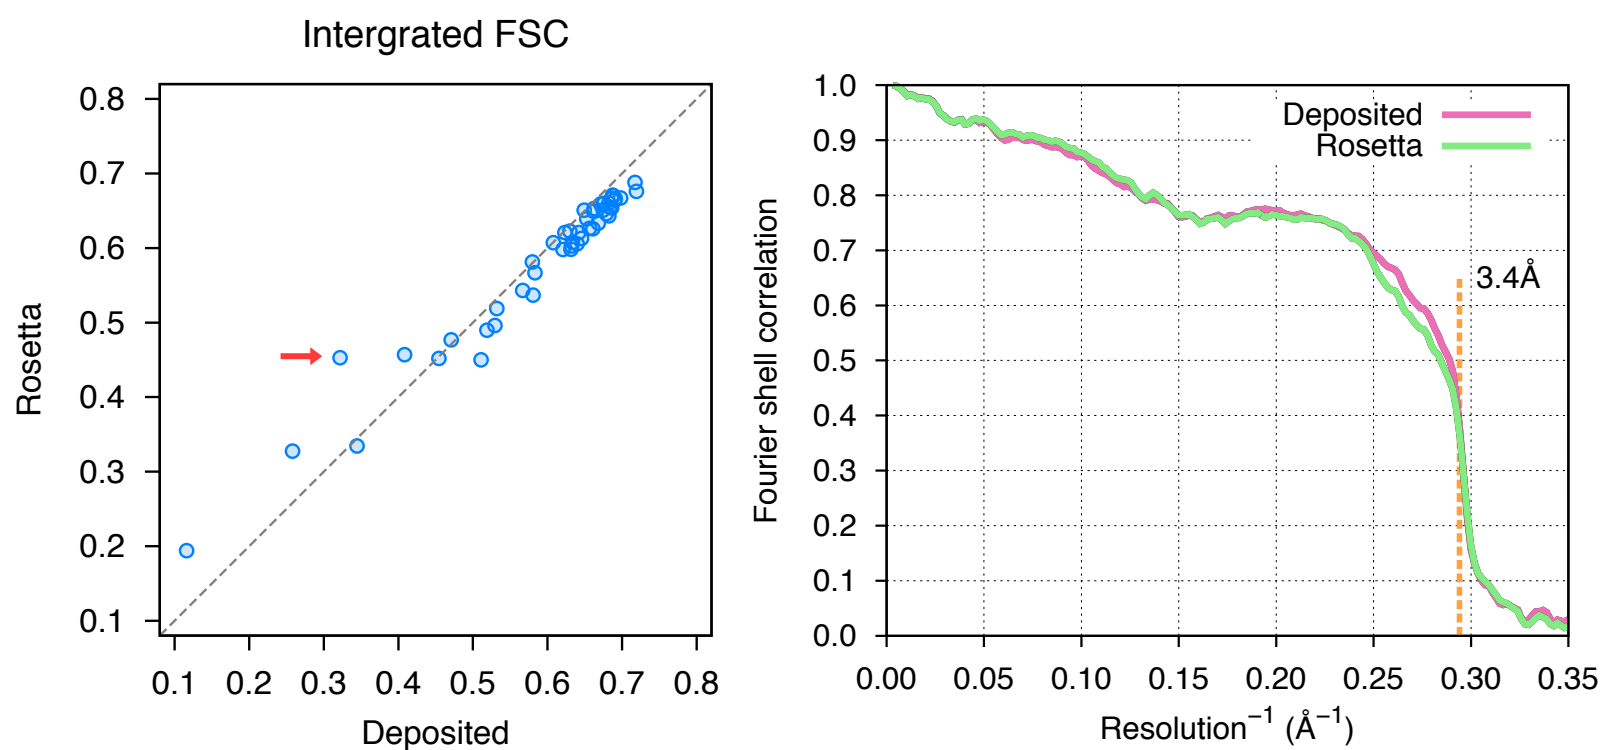 Intergrated FSC
0.8
0.7
0.6
0.5
0.4
0.3
0.2
0.1
Rosetta
0.1 0.2 0.3 0.4 0.5 0.6 0.7 0.8
Deposited
1.0
0.9
0.8
0.7
0.6
0.5
0.4
0.3
0.2
0.1
0.0
Fourier shell correlation
Deposited
Rosetta
3.4Å
0.00 0.05 0.10 0.15 0.20 0.25 0.30 0.35
Resolution⁻¹ (Å⁻¹)